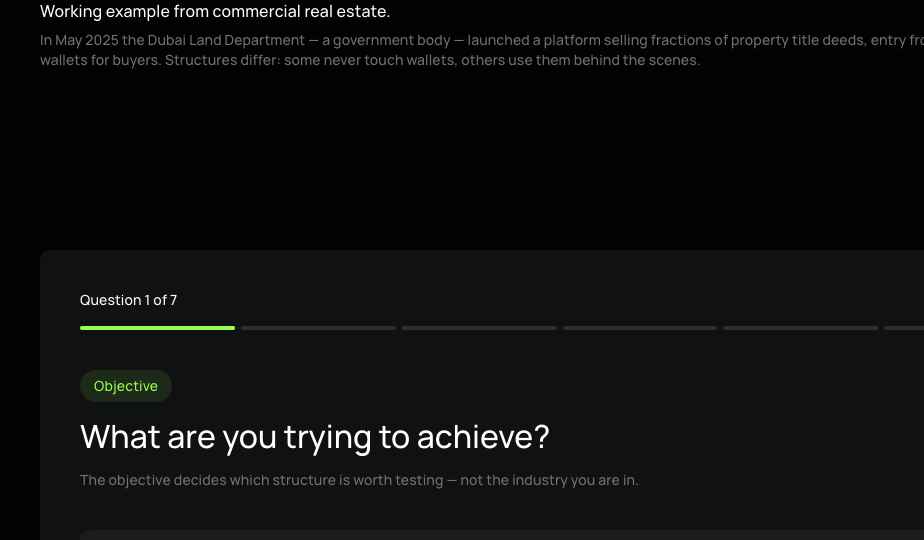 Working example from commercial real estate.
In May 2025 the Dubai Land Department — a government body — launched a platform selling fractions of property title deeds, entry
wallets for buyers. Structures differ: some never touch wallets, others use them behind the scenes.
Question 1 of 7
Objective
What are you trying to achieve?
The objective decides which structure is worth testing — not the industry you are in.